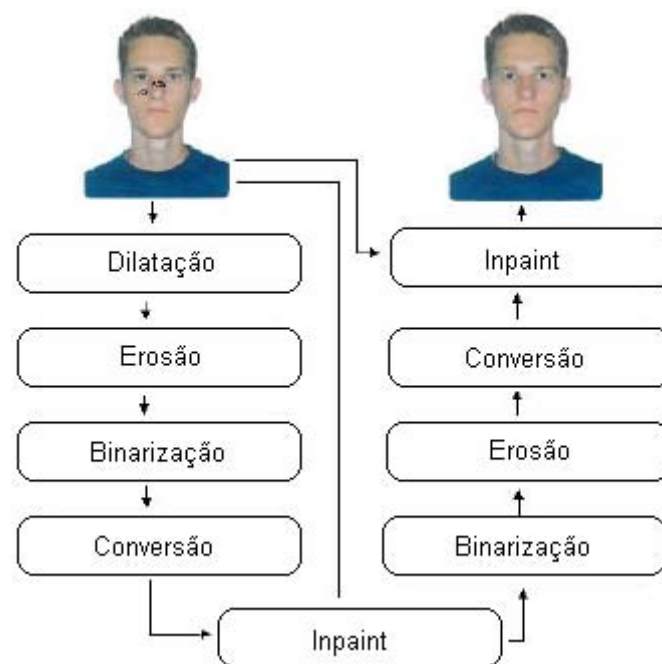 Dilatação
Erosão
Binarização
Conversão
Inpaint
Binarização
Erosão
Conversão
Inpaint